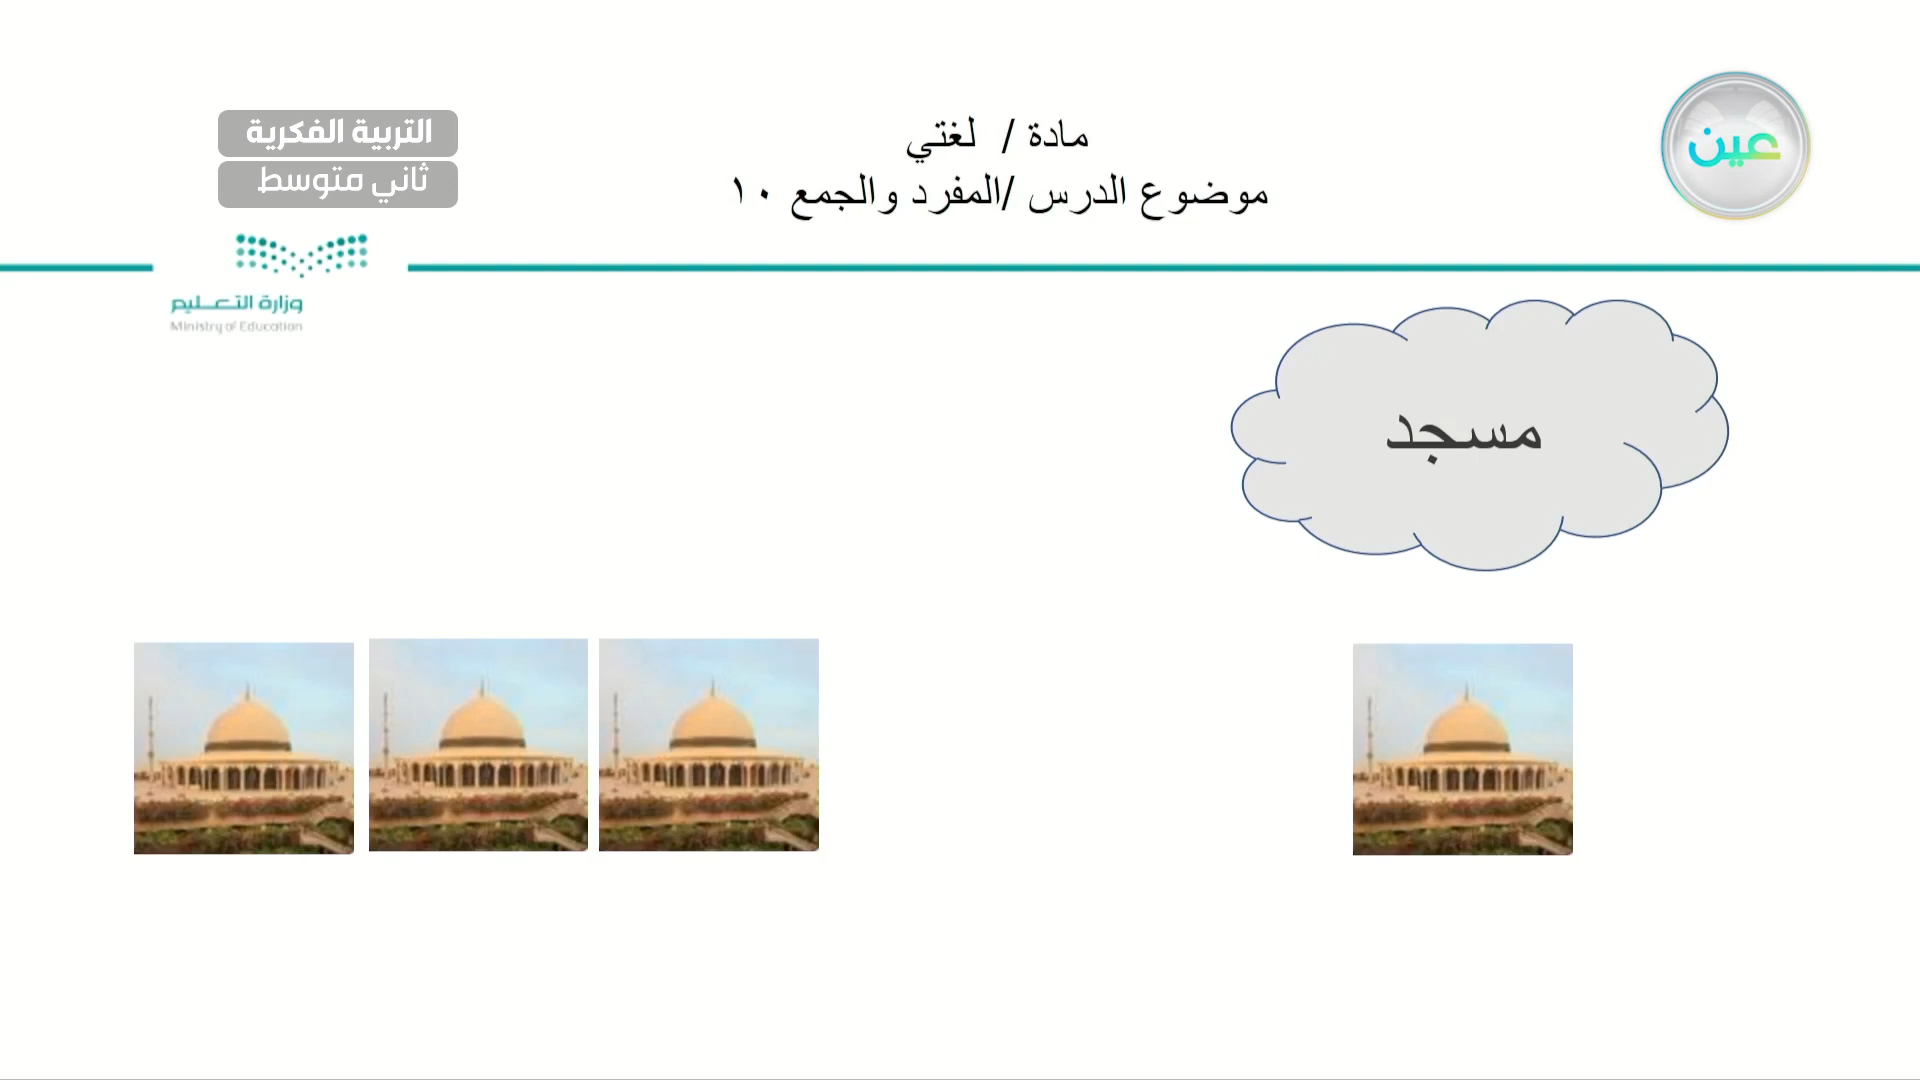 عين
مادة / لغتي
موضوع الدرس /المفرد والجمع ١٠
التربية الفكرية
ثاني متوسط
وزارة التعليم
Ministry of Education
مسجد